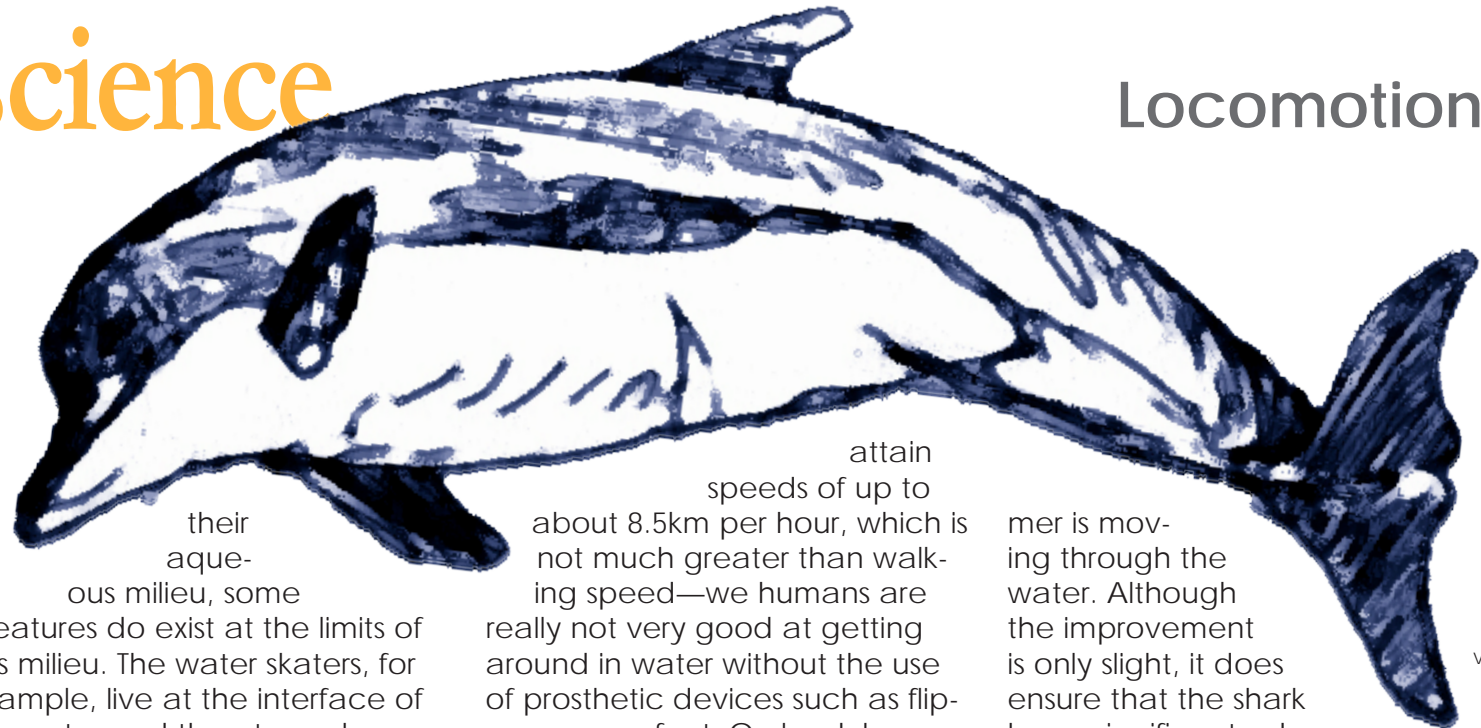 science
Locomotion
their
aque-
ous milieu, some
eatures do exist at the limits of
s milieu. The water skaters, for
ample, live at the interface of
attain
speeds of up to
about 8.5km per hour, which is
not much greater than walk-
ing speed—we humans are
really not very good at getting
around in water without the use
of prosthetic devices such as flip-
mer is mov-
ing through the
water. Although
the improvement
is only slight, it does
ensure that the shark